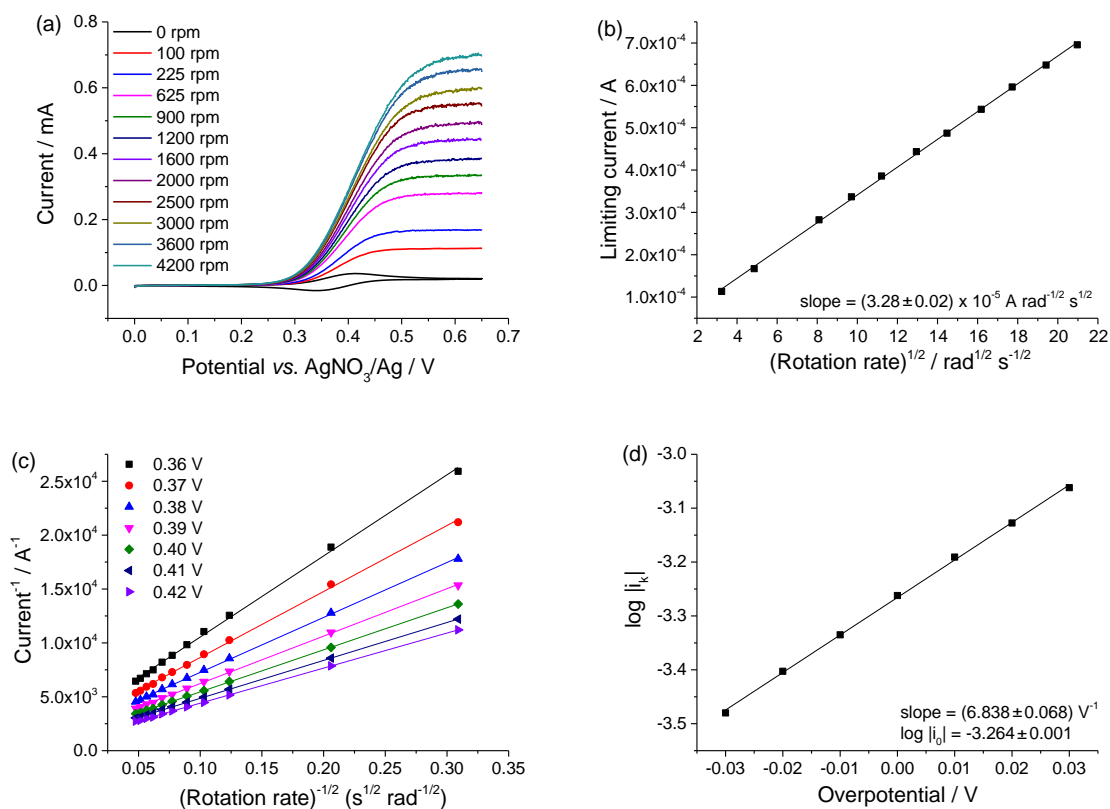 (a)
0 rpm
100 rpm
225 rpm
625 rpm
900 rpm
1200 rpm
1600 rpm
2000 rpm
2500 rpm
3000 rpm
3600 rpm
4200 rpm
Current / mA
0.8
0.6
0.4
0.2
0.0
0.0 0.1 0.2 0.3 0.4 0.5 0.6 0.7
Potential vs. AgNO₃/Ag / V
(b)
Limiting current / A
7.0x10⁻⁴
6.0x10⁻⁴
5.0x10⁻⁴
4.0x10⁻⁴
3.0x10⁻⁴
2.0x10⁻⁴
1.0x10⁻⁴
slope = (3.28±0.02) x 10⁻⁵ A rad⁻¹/² s¹/²
2 4 6 8 10 12 14 16 18 20 22
(Rotation rate)¹/² / rad¹/² s⁻¹/²
(c)
0.36 V
0.37 V
0.38 V
0.39 V
0.40 V
0.41 V
0.42 V
Current⁻¹ / A⁻¹
2.5x10⁴
2.0x10⁴
1.5x10⁴
1.0x10⁴
5.0x10³
0.0
0.05 0.10 0.15 0.20 0.25 0.30 0.35
(Rotation rate)⁻¹/² (s¹/² rad⁻¹/²)
(d)
log |iₖ|
-3.0
-3.1
-3.2
-3.3
-3.4
-3.5
slope = (6.838±0.068) V⁻¹
log |i₀| = -3.264±0.001
-0.03 -0.02 -0.01 0.00 0.01 0.02 0.03
Overpotential / V